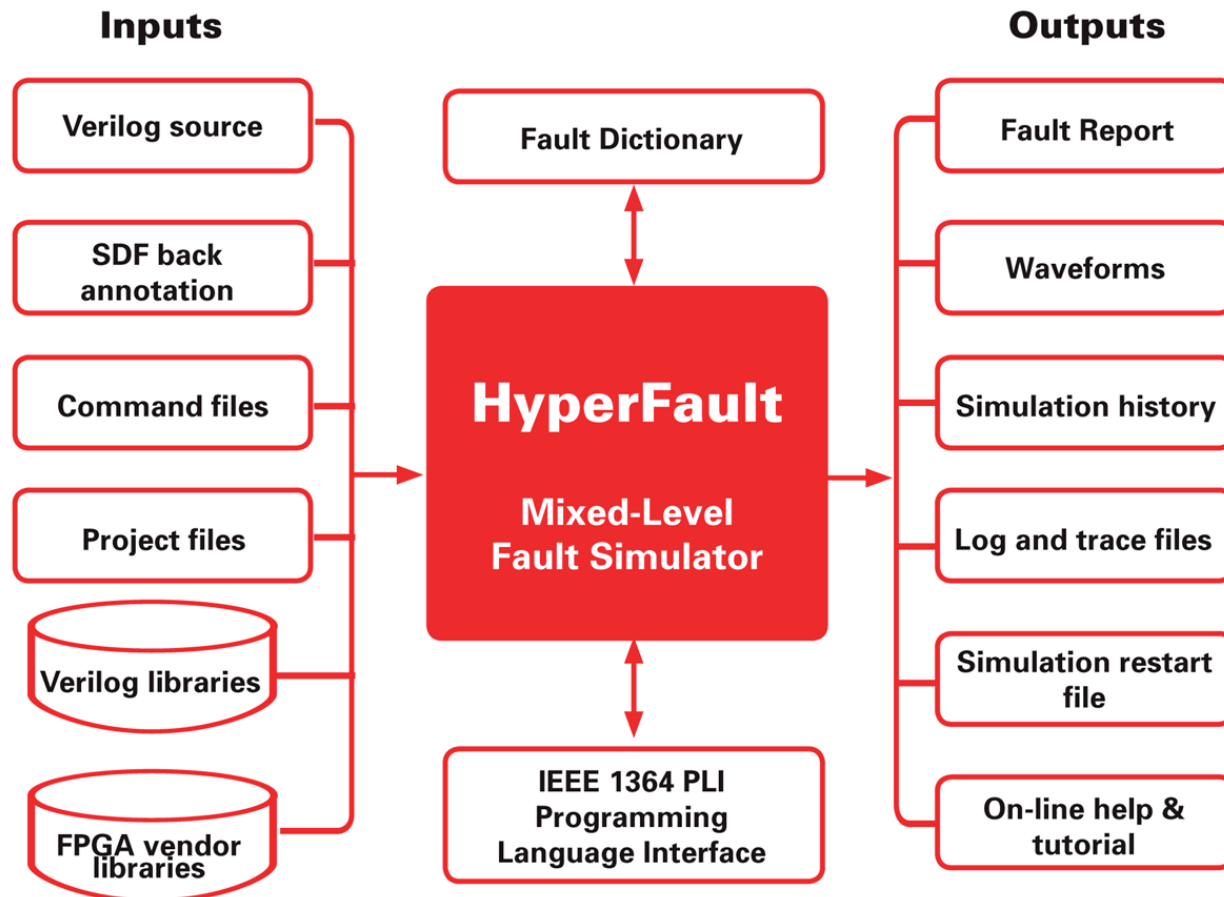 Inputs
Verilog source
SDF back
annotation
Command files
Project files
Verilog libraries
FPGA vendor
libraries
Fault Dictionary
HyperFault
Mixed-Level
Fault Simulator
IEEE 1364 PLI
Programming
Language Interface
Outputs
Fault Report
Waveforms
Simulation history
Log and trace files
Simulation restart
file
On-line help &
tutorial